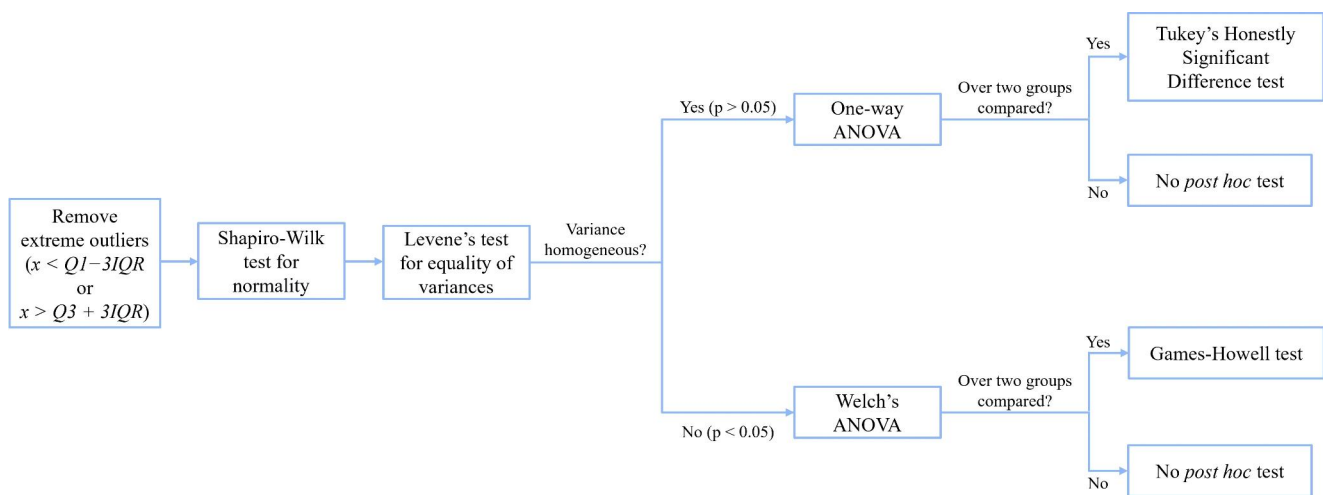 Remove
extreme outliers
(x < Q1−3IQR
or
x > Q3 + 3IQR)
Shapiro-Wilk
test for
normality
Levene’s test
for equality of
variances
Variance
homogeneous?
Yes (p > 0.05)
One-way
ANOVA
Over two groups
compared?
Yes
Tukey’s Honestly
Significant
Difference test
No
No post hoc test
No (p < 0.05)
Welch’s
ANOVA
Over two groups
compared?
Yes
Games-Howell test
No
No post hoc test